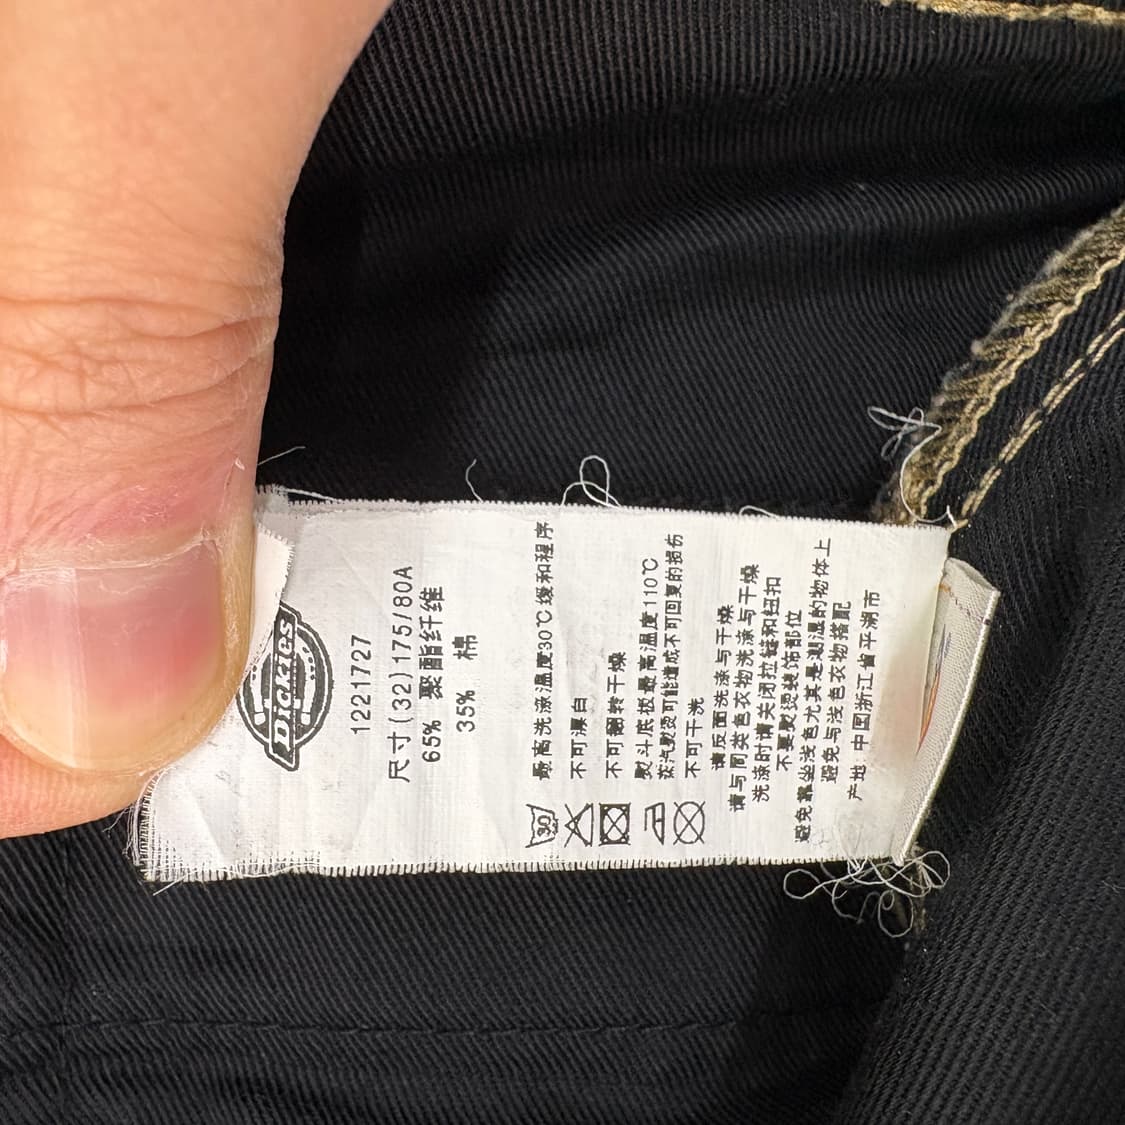 Dickies
1221727
尺寸(32)175/80A
65% 聚酯纤维
35% 棉
最高洗涤温度30℃缓和程序
不可漂白
不可翻转干燥
熨斗底板最高温度110℃
蒸汽熨烫可能造成不可回复的损伤
不可干洗
30
请反面洗涤与干燥
请与同类色衣物洗涤与干燥
洗涤时请关闭拉链和钮扣
不要熨烫装饰部位
避免靠坐浅色尤其是潮湿的物体上
避免与浅色衣物搭配
产地:中国浙江省平湖市